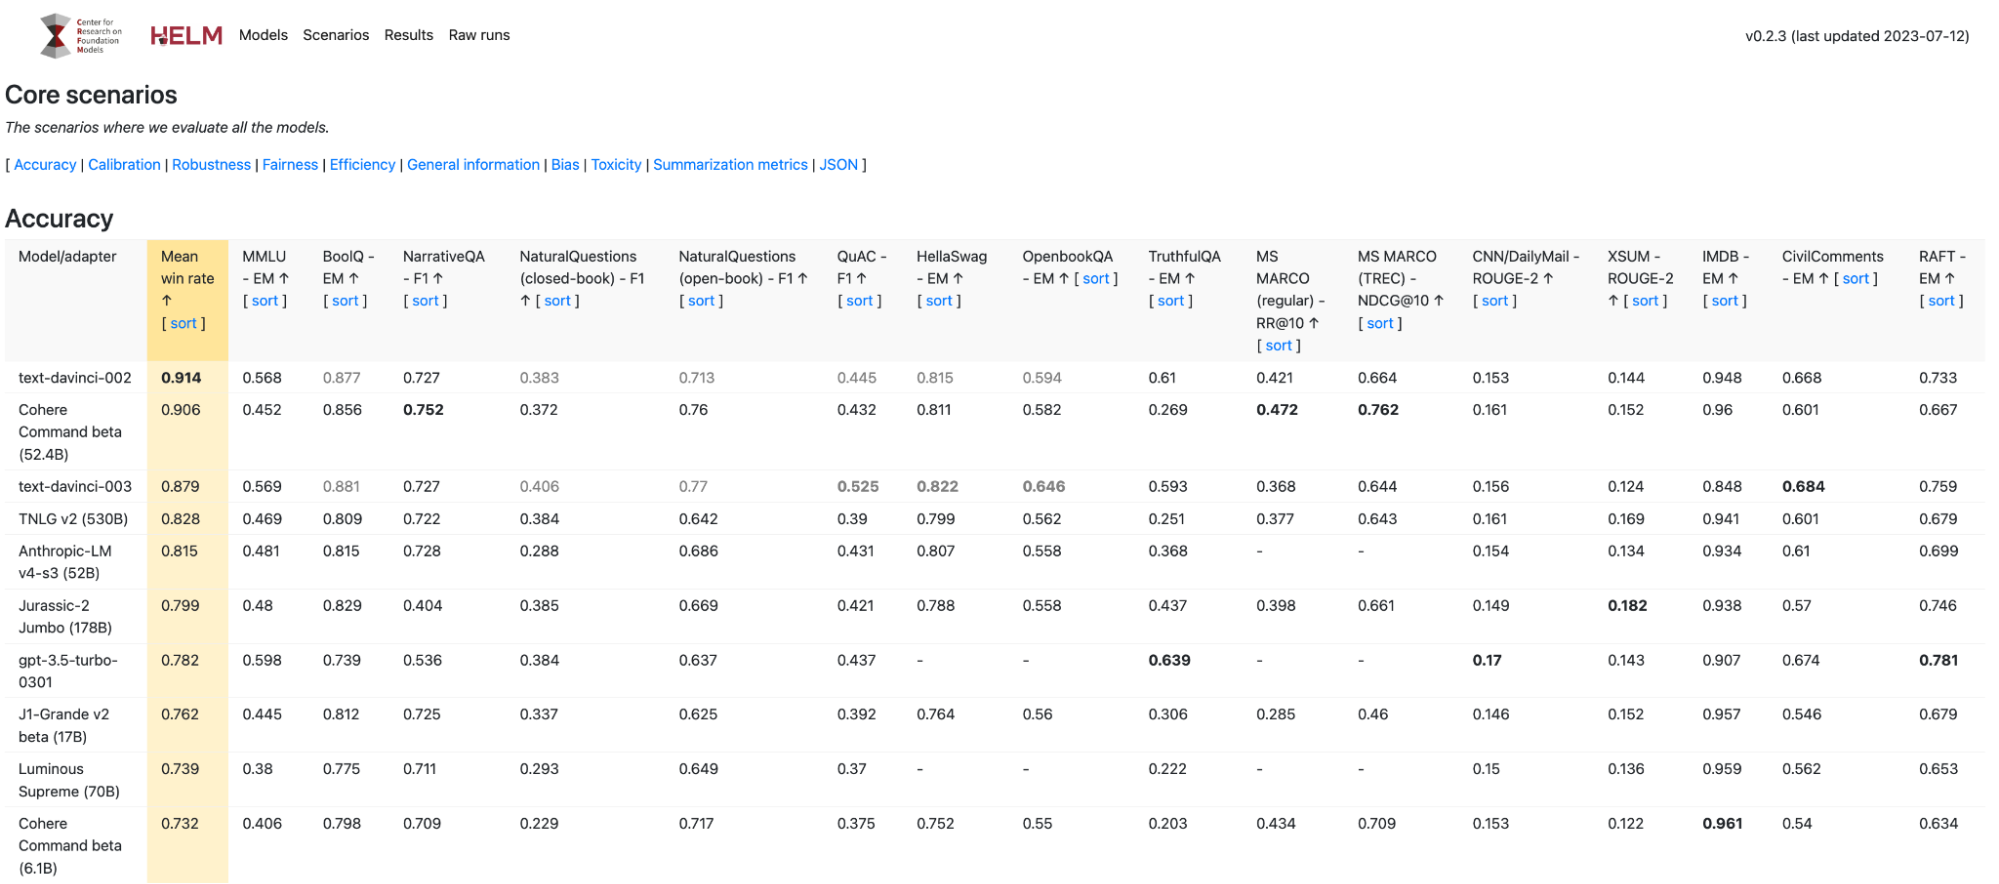 Center for
Research on
Foundation
Models
HELM Models Scenarios Results Raw runs v0.2.3 (last updated 2023-07-12)
Core scenarios
The scenarios where we evaluate all the models.
[ Accuracy | Calibration | Robustness | Fairness | Efficiency | General information | Bias | Toxicity | Summarization metrics | JSON ]
Accuracy
Model/adapter
Mean win rate ↑ [ sort ]
MMLU - EM ↑ [ sort ]
BoolQ - EM ↑ [ sort ]
NarrativeQA - F1 ↑ [ sort ]
NaturalQuestions (closed-book) - F1 ↑ [ sort ]
NaturalQuestions (open-book) - F1 ↑ [ sort ]
QuAC - F1 ↑ [ sort ]
HellaSwag - EM ↑ [ sort ]
OpenbookQA - EM ↑ [ sort ]
TruthfulQA - EM ↑ [ sort ]
MS MARCO (regular) - RR@10 ↑ [ sort ]
MS MARCO (TREC) - NDCG@10 ↑ [ sort ]
CNN/DailyMail - ROUGE-2 ↑ [ sort ]
XSUM - ROUGE-2 ↑ [ sort ]
IMDB - EM ↑ [ sort ]
CivilComments - EM ↑ [ sort ]
RAFT - EM ↑ [ sort ]
text-davinci-002 0.914 0.568 0.877 0.727 0.383 0.713 0.445 0.815 0.594 0.61 0.421 0.664 0.153 0.144 0.948 0.668 0.733
Cohere Command beta (52.4B) 0.906 0.452 0.856 0.752 0.372 0.76 0.432 0.811 0.582 0.269 0.472 0.762 0.161 0.152 0.96 0.601 0.667
text-davinci-003 0.879 0.569 0.881 0.727 0.406 0.77 0.525 0.822 0.646 0.593 0.368 0.644 0.156 0.124 0.848 0.684 0.759
TNLG v2 (530B) 0.828 0.469 0.809 0.722 0.384 0.642 0.39 0.799 0.562 0.251 0.377 0.643 0.161 0.169 0.941 0.601 0.679
Anthropic-LM v4-s3 (52B) 0.815 0.481 0.815 0.728 0.288 0.686 0.431 0.807 0.558 0.368 - - 0.154 0.134 0.934 0.61 0.699
Jurassic-2 Jumbo (178B) 0.799 0.48 0.829 0.404 0.385 0.669 0.421 0.788 0.558 0.437 0.398 0.661 0.149 0.182 0.938 0.57 0.746
gpt-3.5-turbo-0301 0.782 0.598 0.739 0.536 0.384 0.637 0.437 - - 0.639 - - 0.17 0.143 0.907 0.674 0.781
J1-Grande v2 beta (17B) 0.762 0.445 0.812 0.725 0.337 0.625 0.392 0.764 0.56 0.306 0.285 0.46 0.146 0.152 0.957 0.546 0.679
Luminous Supreme (70B) 0.739 0.38 0.775 0.711 0.293 0.649 0.37 - - 0.222 - - 0.15 0.136 0.959 0.562 0.653
Cohere Command beta (6.1B) 0.732 0.406 0.798 0.709 0.229 0.717 0.375 0.752 0.55 0.203 0.434 0.709 0.153 0.122 0.961 0.54 0.634